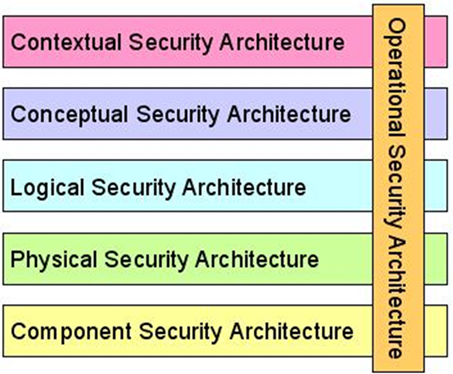 Contextual Security Architecture
Conceptual Security Architecture
Logical Security Architecture
Physical Security Architecture
Component Security Architecture
Operational Security Architecture